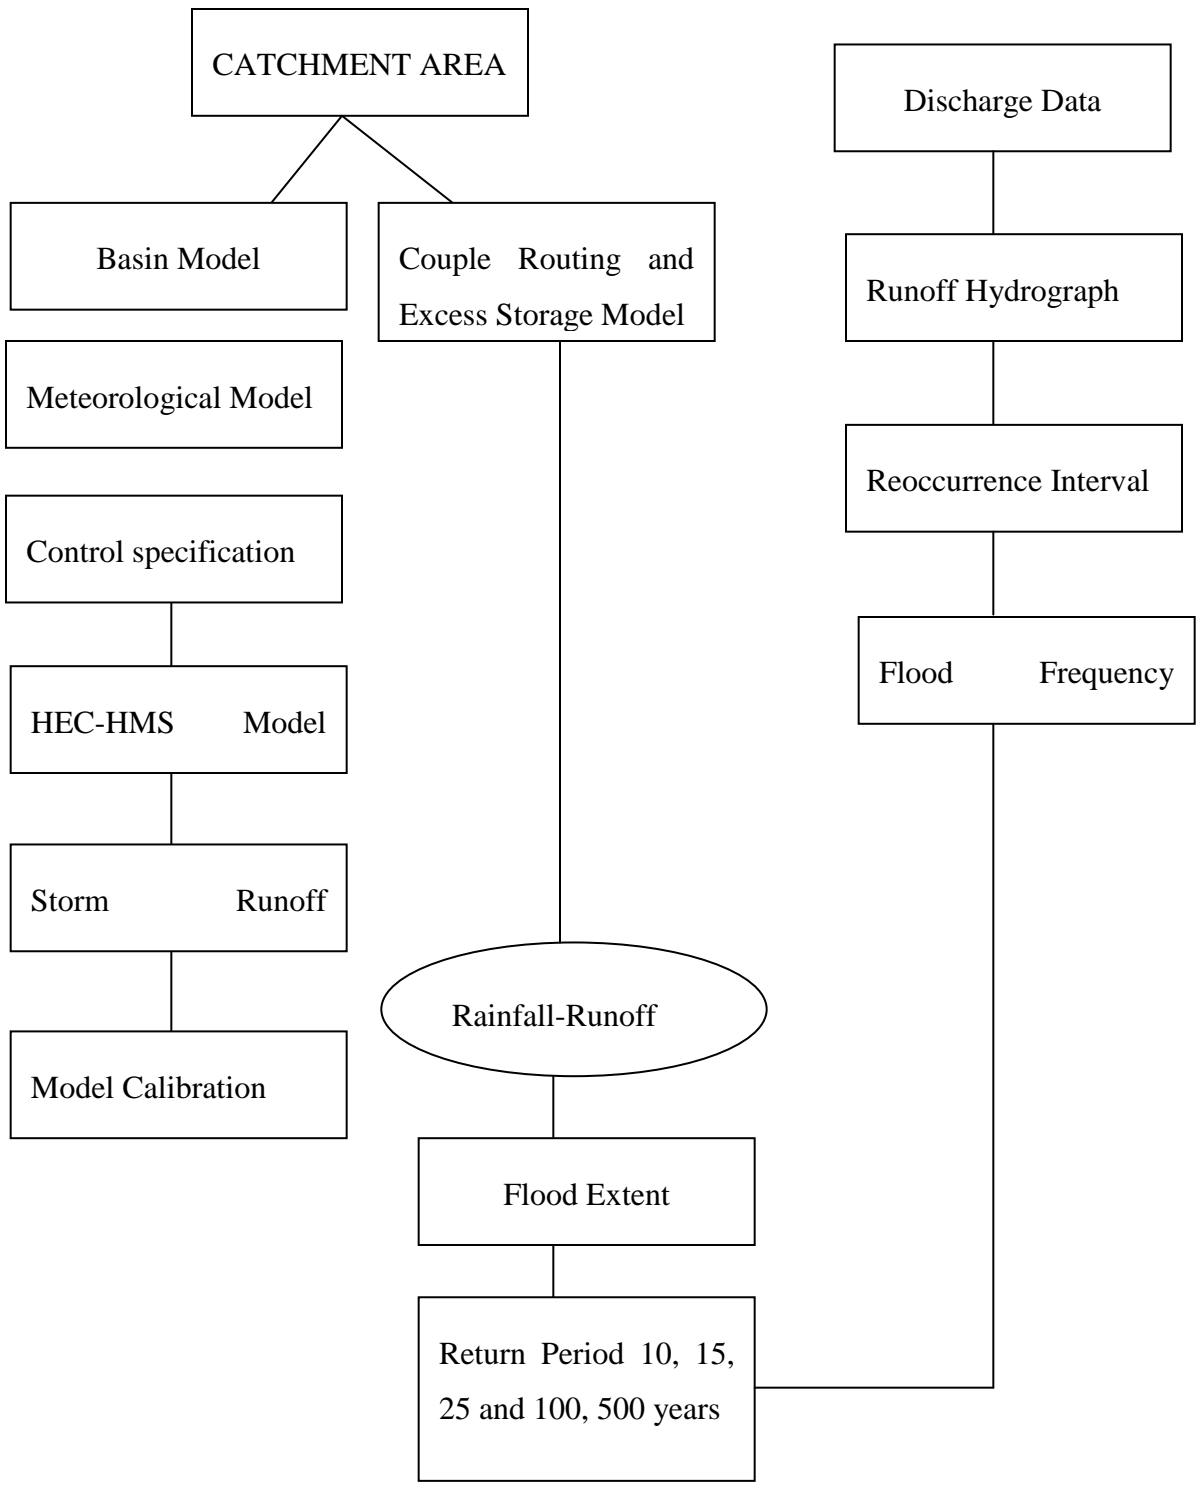 CATCHMENT AREA
Discharge Data
Basin Model
Couple Routing and
Excess Storage Model
Runoff Hydrograph
Meteorological Model
Reoccurrence Interval
Control specification
Flood Frequency
HEC-HMS Model
Storm Runoff
Rainfall-Runoff
Model Calibration
Flood Extent
Return Period 10, 15,
25 and 100, 500 years